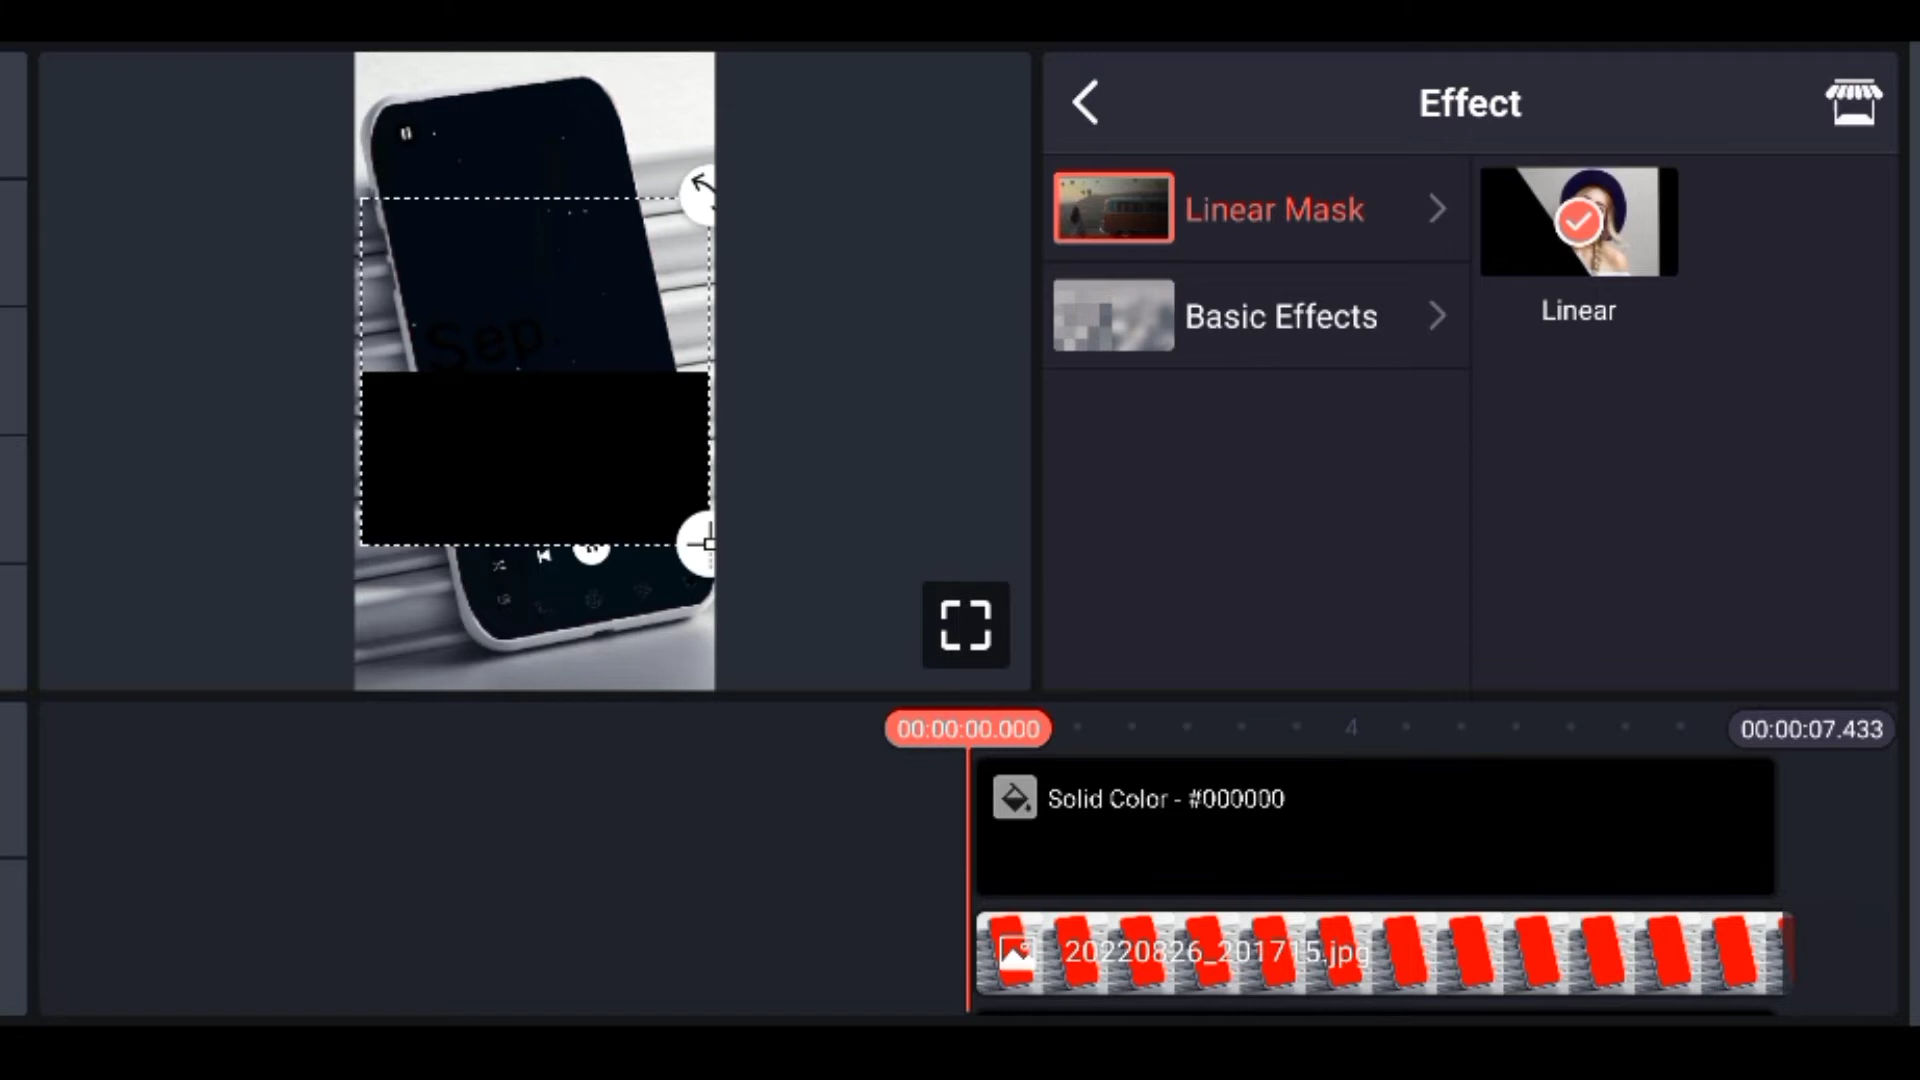 Effect
Linear Mask
Basic Effects
Linear
Sep
00:00:00.000
4
00:00:07.433
Solid Color - #000000
20220826_201715.jpg